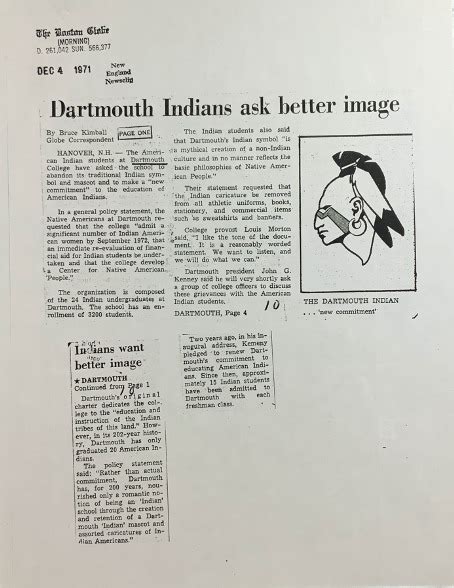 The Boston Globe
(MORNING)
D. 261,042 SUN. 566,377
DEC 4 1971
New
England
Newsclip
Dartmouth Indians ask better image
By Bruce Kimball
Globe Correspondent
PAGE ONE
HANOVER, N.H. — The Ameri-
can Indian students at Dartmouth
College have asked the school to
abandon its traditional Indian sym-
bol and mascot and to make a "new
commitment" to the education of
American Indians.
In a general policy statement, the
Native Americans at Dartmouth re-
quested that the college "admit a
significant number of Indian Ameri-
can women by September 1972, that
an immediate re-evaluation of finan-
cial aid for Indian students be under-
taken and that the college develop
a Center for Native American
People."
The organization is composed
of the 24 Indian undergraduates at
Dartmouth. The school has an en-
rollment of 3200 students.
The Indian students also said
that Dartmouth's Indian symbol "is
a mythical creation of a non-Indian
culture and in no manner reflects the
basic philosophies of Native Amer-
ican People."
Their statement requested that
the Indian caricature be removed
from all athletic uniforms, books,
stationery, and commercial items
such as sweatshirts and banners.
College provost Louis Morton
said, "I like the tone of the docu-
ment. It is a reasonably worded
statement. We want to listen, and
we will do what we can."
Dartmouth president John G.
Kemeny said he will very shortly ask
a group of college officers to discuss
these grievances with the American
Indian students.
DARTMOUTH, Page 4
10
THE DARTMOUTH INDIAN
. . . 'new commitment'
Indians want
better image
★ DARTMOUTH
Continued from Page 1
Dartmouth's original
charter dedicates the col-
lege to the "education and
instruction of the Indian
tribes of this land." How-
ever, in its 202-year histo-
ry, Dartmouth has only
graduated 20 American In-
dians.
The policy statement
said: "Rather than actual
commitment, Dartmouth
has, for 200 years, nou-
rished only a romantic no-
tion of being an 'Indian'
school through the creation
and retention of a Dart-
mouth 'Indian' mascot and
assorted caricatures of In-
dian Americans."
Two years ago, in his in-
augural address, Kemeny
pledged to renew Dart-
mouth's commitment to
educating American Indi-
ans. Since then, approxi-
mately 15 Indian students
have been admitted to
Dartmouth with each
freshman class.